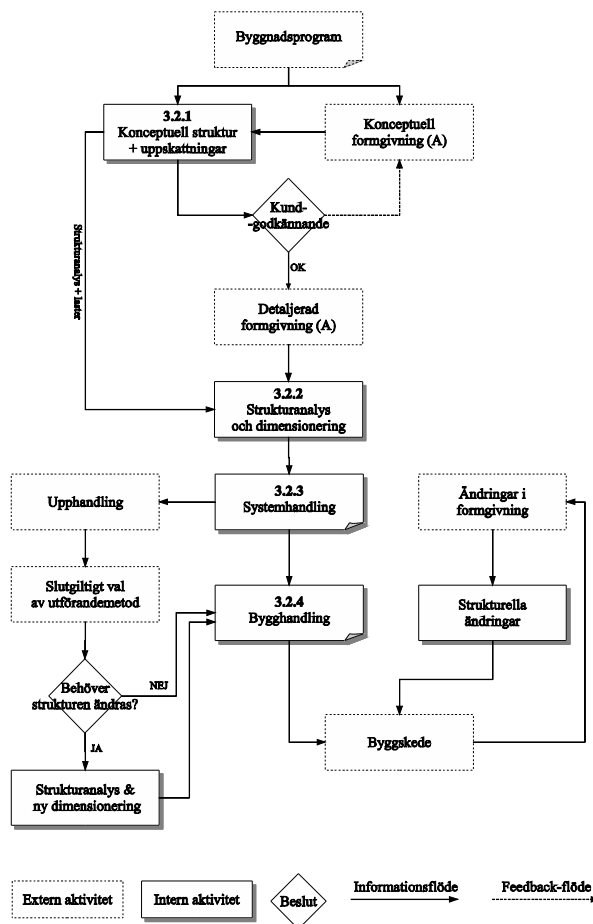 Byggnadsprogram
3.2.1
Konceptuell struktur
+ uppskattningar
Konceptuell
formgivning (A)
Kund-
-godkännande
OK
Strukturanalys + laster
Detaljerad
formgivning (A)
3.2.2
Strukturanalys
och dimensionering
Upphandling
3.2.3
Systemhandling
Ändringar i
formgivning
Slutgiltigt val
av utförandemetod
3.2.4
Bygghandling
Strukturella
ändringar
Behöver
strukturen ändras?
NEJ
JA
Byggskede
Strukturanalys &
ny dimensionering
Extern aktivitet
Intern aktivitet
Beslut
Informationsflöde
Feedback-flöde